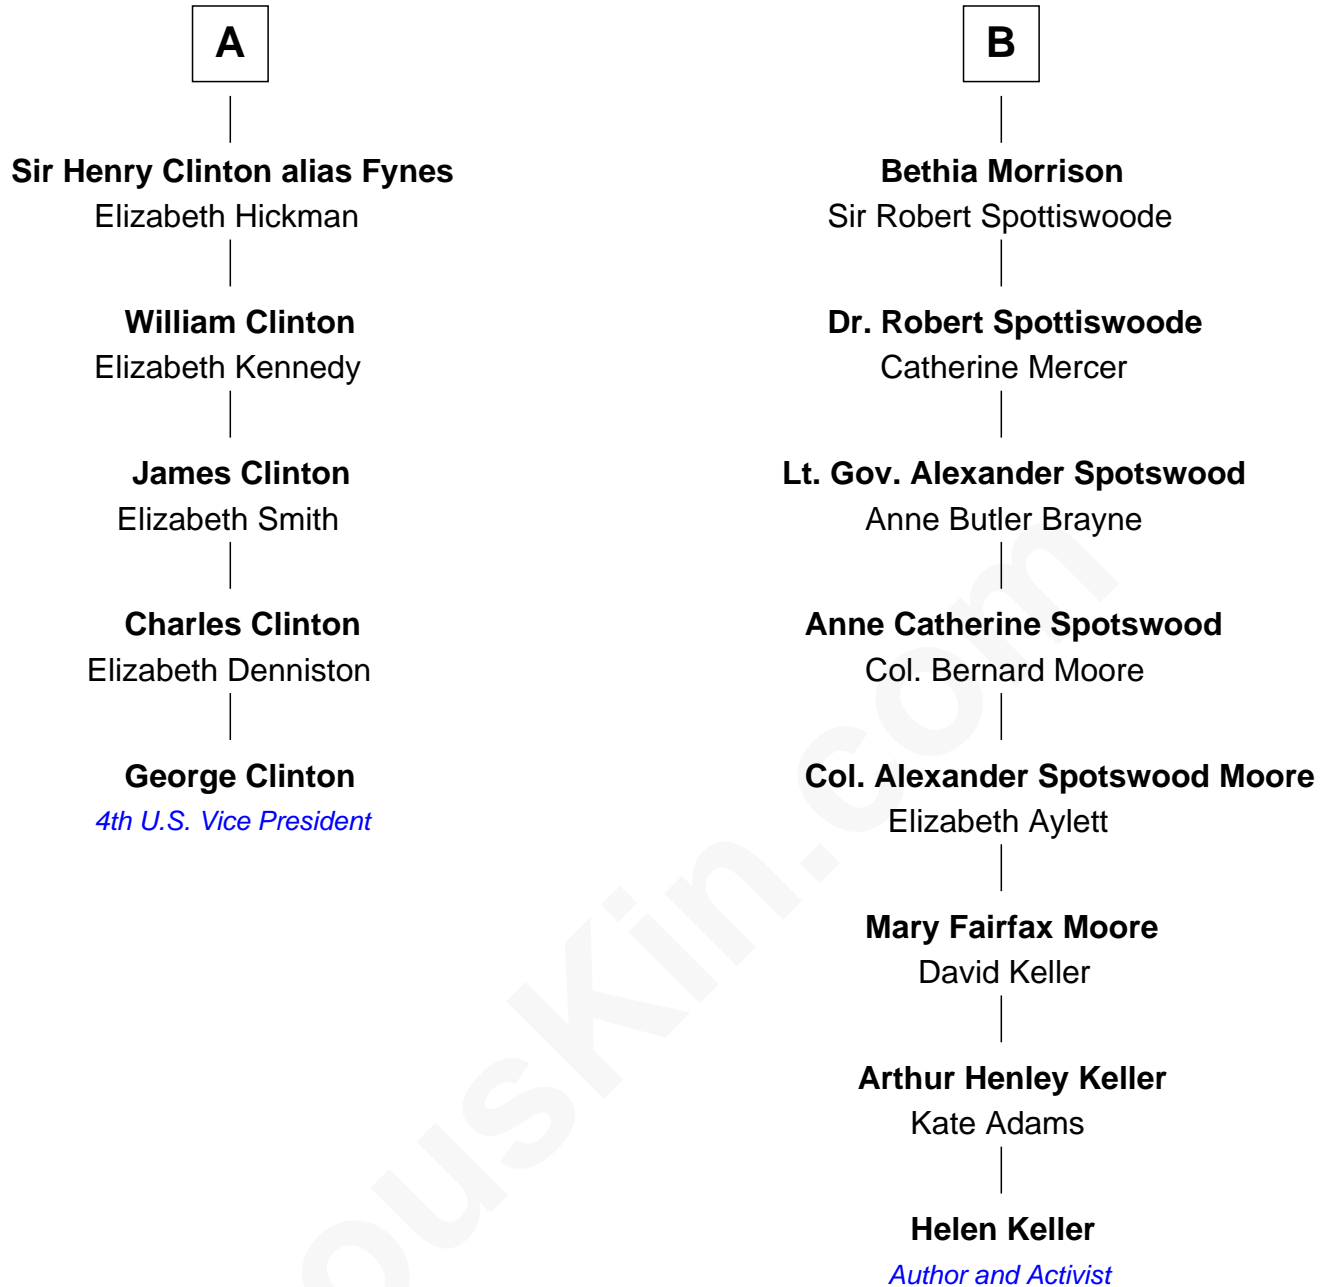 A
Sir Henry Clinton alias Fynes
Elizabeth Hickman
William Clinton
Elizabeth Kennedy
James Clinton
Elizabeth Smith
Charles Clinton
Elizabeth Denniston
George Clinton
4th U.S. Vice President
B
Bethia Morrison
Sir Robert Spottiswoode
Dr. Robert Spottiswoode
Catherine Mercer
Lt. Gov. Alexander Spotswood
Anne Butler Brayne
Anne Catherine Spotswood
Col. Bernard Moore
Col. Alexander Spotswood Moore
Elizabeth Aylett
Mary Fairfax Moore
David Keller
Arthur Henley Keller
Kate Adams
Helen Keller
Author and Activist
ousKin.com